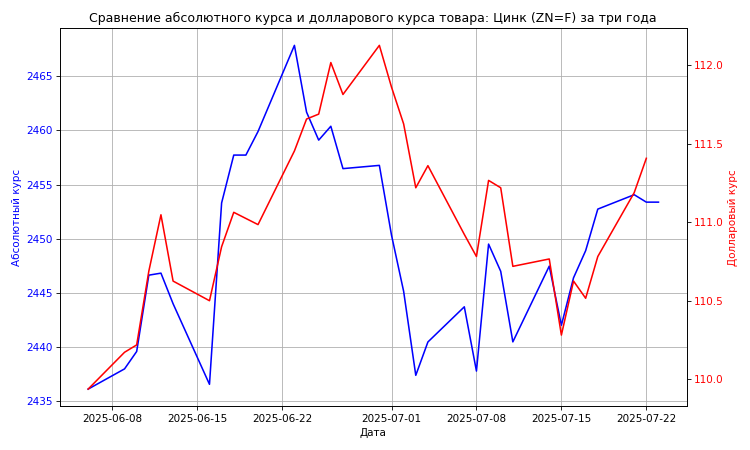 Сравнение абсолютного курса и долларового курса товара: Цинк (ZN=F) за три года
Абсолютный курс
2465
2460
2455
2450
2445
2440
2435
112.0
111.5
111.0
110.5
110.0
Долларовый курс
2025-06-08 2025-06-15 2025-06-22 2025-07-01 2025-07-08 2025-07-15 2025-07-22
Дата